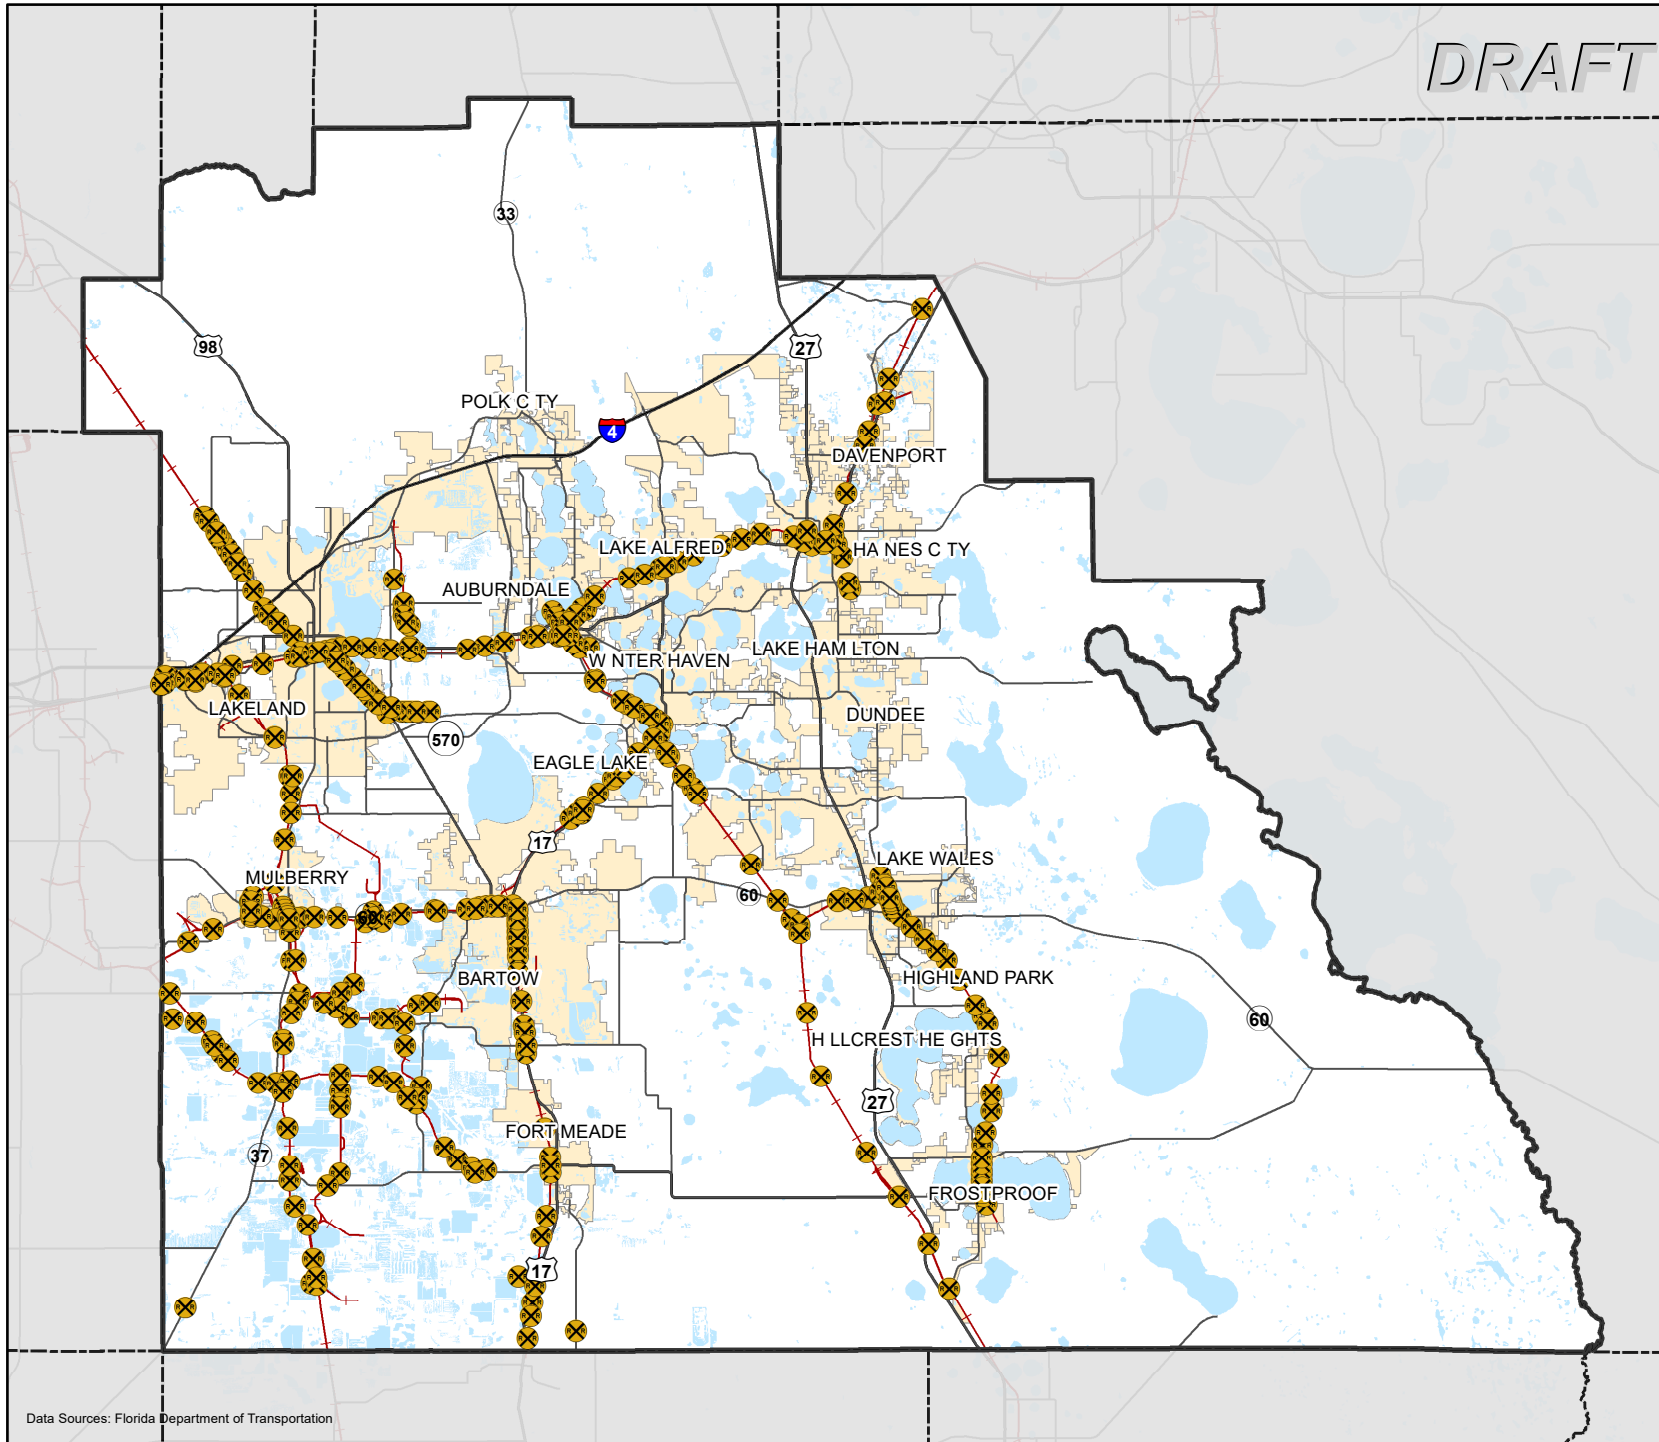 DRAFT
33
98
27
POLK C TY
4
DAVENPORT
LAKE ALFRED
HA NES C TY
AUBURNDALE
W NTER HAVEN
LAKE HAM LTON
LAKELAND
DUNDEE
570
EAGLE LAKE
17
LAKE WALES
MULBERRY
60
60
BARTOW
HIGHLAND PARK
60
H LLCREST HE GHTS
27
FORT MEADE
37
FROSTPROOF
17
Data Sources: Florida Department of Transportation